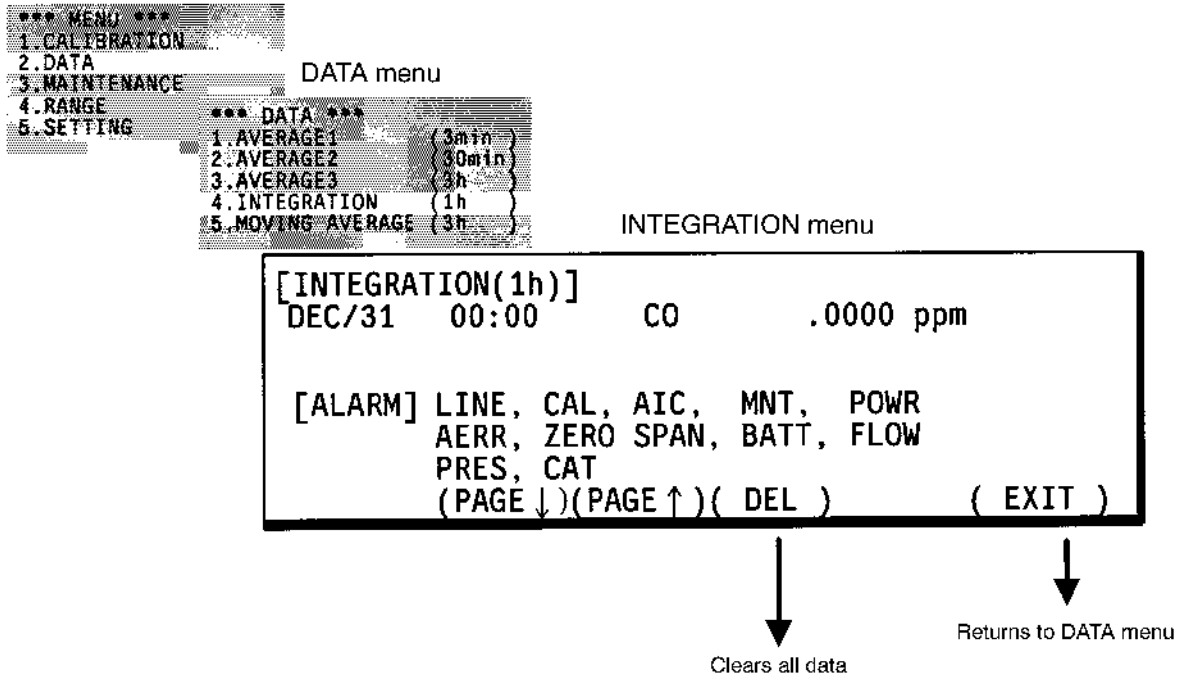 *** MENU ***
1.CALIBRATION
2.DATA
3.MAINTENANCE
4.RANGE
5.SETTING
DATA menu
*** DATA ***
1.AVERAGE1 (3min )
2.AVERAGE2 (30min)
3.AVERAGE3 (3h )
4.INTEGRATION (1h )
5.MOVING AVERAGE (3h )
INTEGRATION menu
[INTEGRATION(1h)]
DEC/31 00:00 CO .0000 ppm
[ALARM] LINE, CAL, AIC, MNT, POWR
AERR, ZERO SPAN, BATT, FLOW
PRES, CAT
(PAGE↓)(PAGE↑)( DEL ) ( EXIT )
Returns to DATA menu
Clears all data